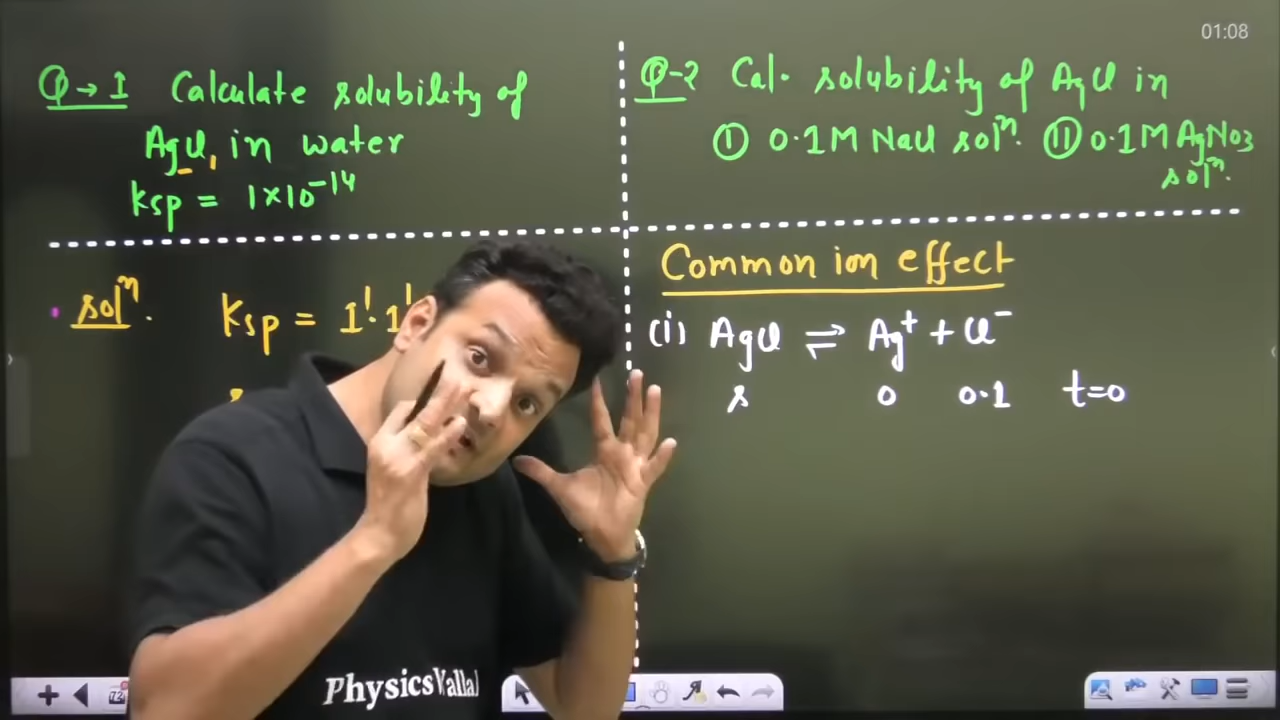 01:08
Q→1 Calculate solubility of
AgCl, in water
Ksp = 1×10⁻¹⁴
Q-2 Cal. solubility of AgCl in
① 0.1M NaCl solⁿ. ② 0.1M AgNO3
solⁿ.
solⁿ. Ksp = 1¹·1¹
Common ion effect
(i) AgCl ⇌ Ag⁺ + Cl⁻
s 0 0.1 t=0
PhysicsWallah